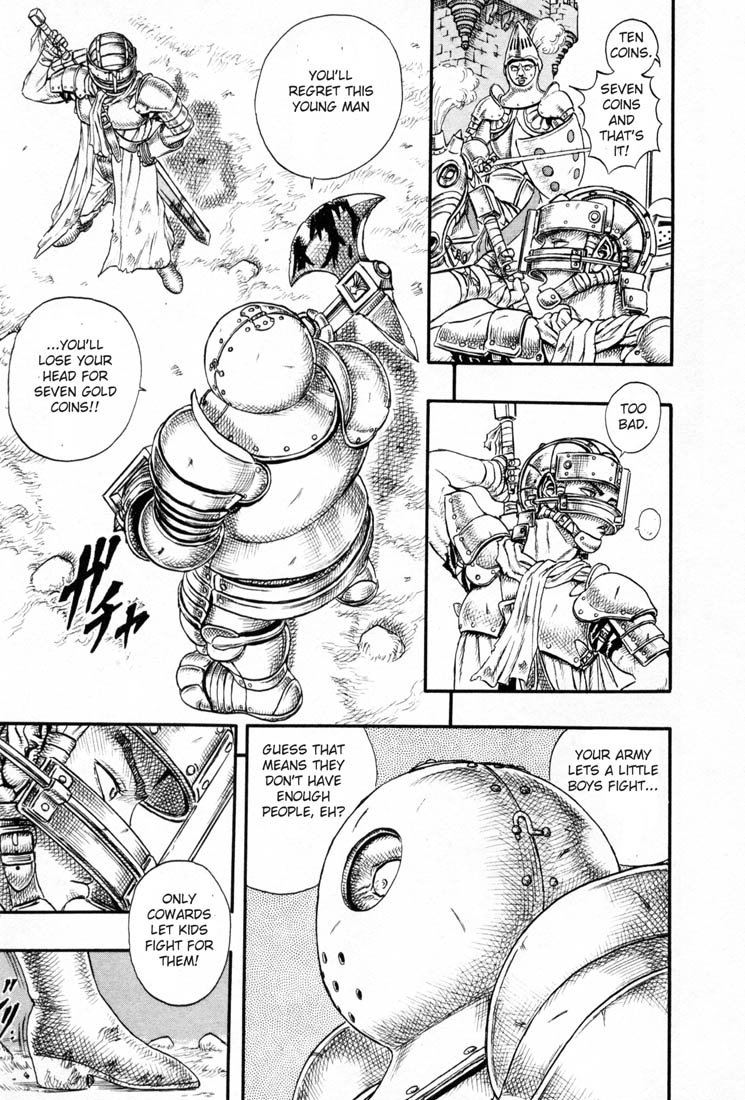 TEN
COINS.
SEVEN
COINS
AND
THAT'S
IT!
TOO
BAD.
...
YOU'LL
REGRET THIS
YOUNG MAN
...YOU'LL
LOSE YOUR
HEAD FOR
SEVEN GOLD
COINS!!
ガチャ
YOUR ARMY
LETS A LITTLE
BOYS FIGHT...
GUESS THAT
MEANS THEY
DON'T HAVE
ENOUGH
PEOPLE, EH?
ONLY
COWARDS
LET KIDS
FIGHT FOR
THEM!